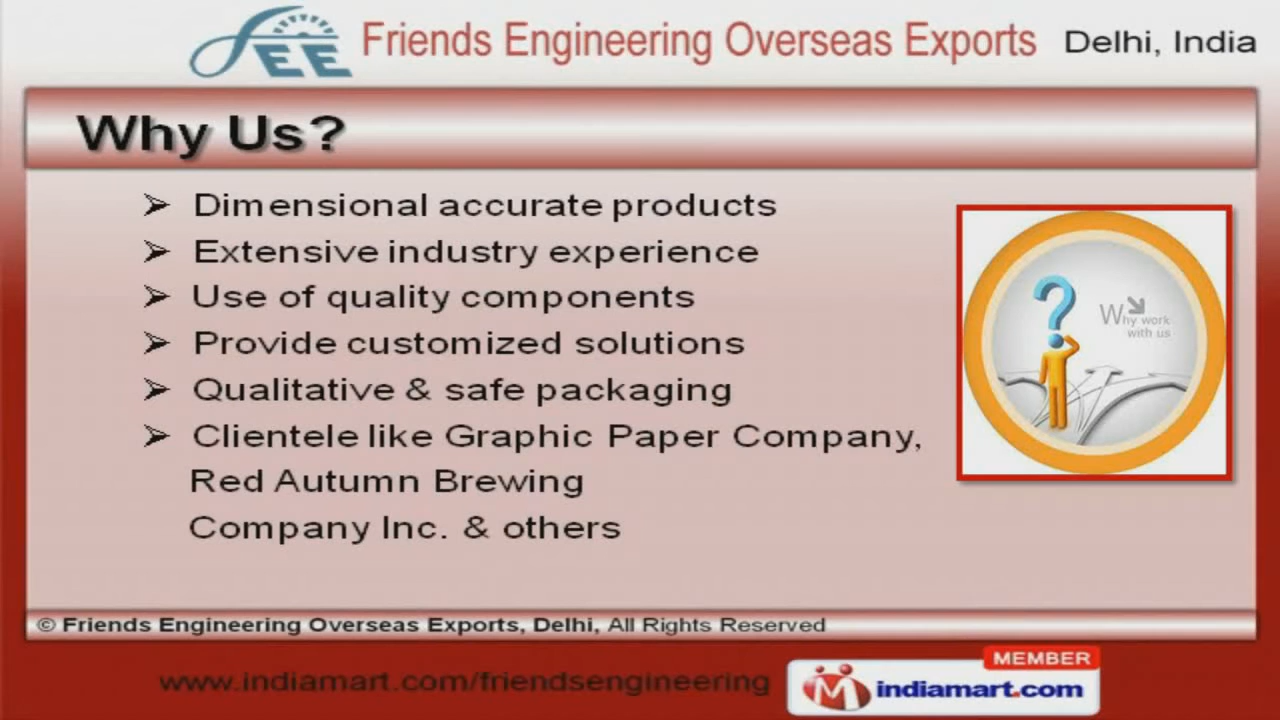 FEE Friends Engineering Overseas Exports Delhi, India
Why Us?
➢ Dimensional accurate products
➢ Extensive industry experience
➢ Use of quality components
➢ Provide customized solutions
➢ Qualitative & safe packaging
➢ Clientele like Graphic Paper Company,
Red Autumn Brewing
Company Inc. & others
Why work
with us
© Friends Engineering Overseas Exports, Delhi, All Rights Reserved
www.indiamart.com/friendsengineering
MEMBER
indiamart.com